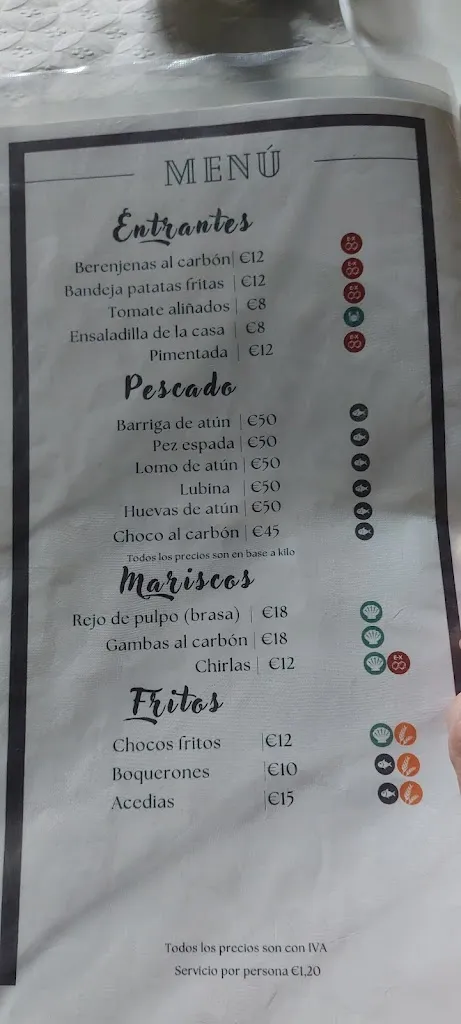 MENÚ
Entrantes
Berenjenas al carbón| €12
Bandeja patatas fritas | €12
Tomate aliñados | €8
Ensaladilla de la casa | €8
Pimentada | €12
Pescado
Barriga de atún | €50
Pez espada | €50
Lomo de atún | €50
Lubina | €50
Huevas de atún | €50
Choco al carbón | €45
Todos los precios son en base a kilo
Mariscos
Rejo de pulpo (brasa) | €18
Gambas al carbón | €18
Chirlas | €12
Fritos
Chocos fritos |€12
Boquerones |€10
Acedias |€15
Todos los precios son con IVA
Servicio por persona €1,20